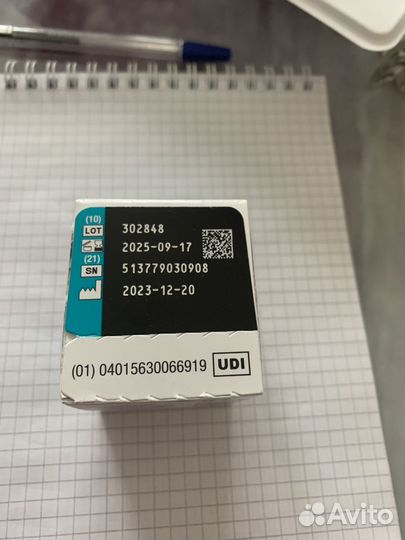 (10)
LOT 302848
2025-09-17
(21)
SN 513779030908
2023-12-20
(01) 04015630066919 UDI
Avito